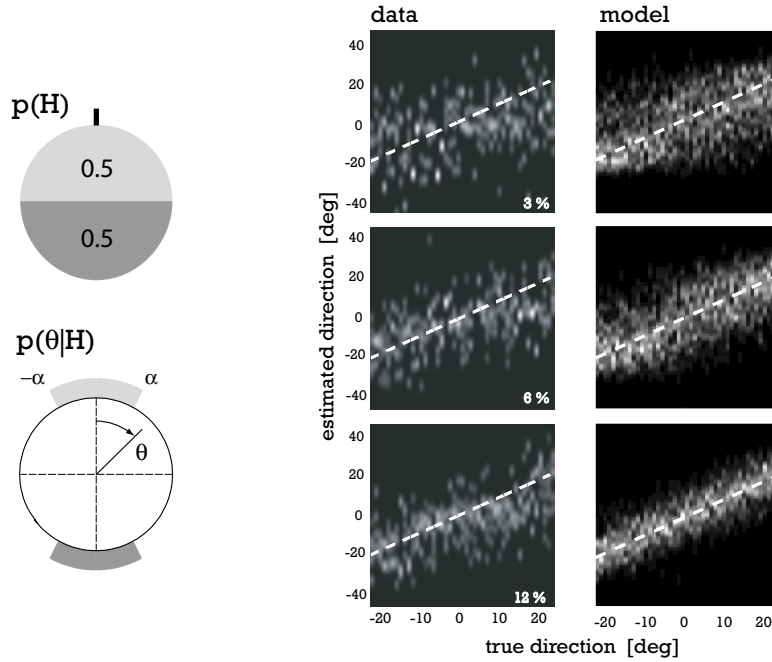 data
model
p(H)
0.5
0.5
p(θ|H)
−α
α
θ
estimated direction [deg]
40
20
0
-20
-40
3 %
40
20
0
-20
-40
6 %
40
20
0
-20
-40
12 %
-20 -10 0 10 20
-20 -10 0 10 20
true direction [deg]